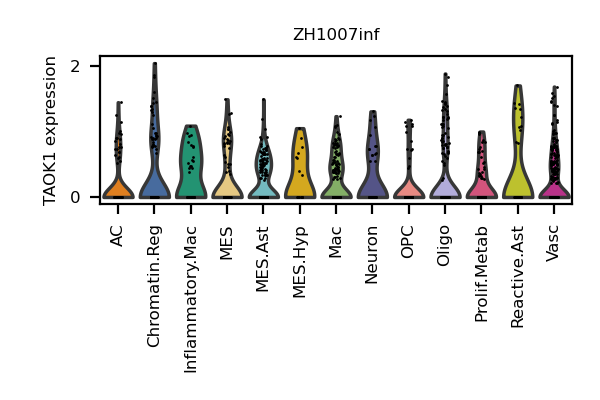 ZH1007inf
TAOK1 expression
2
0
AC
Chromatin.Reg
Inflammatory.Mac
MES
MES.Ast
MES.Hyp
Mac
Neuron
OPC
Oligo
Prolif.Metab
Reactive.Ast
Vasc